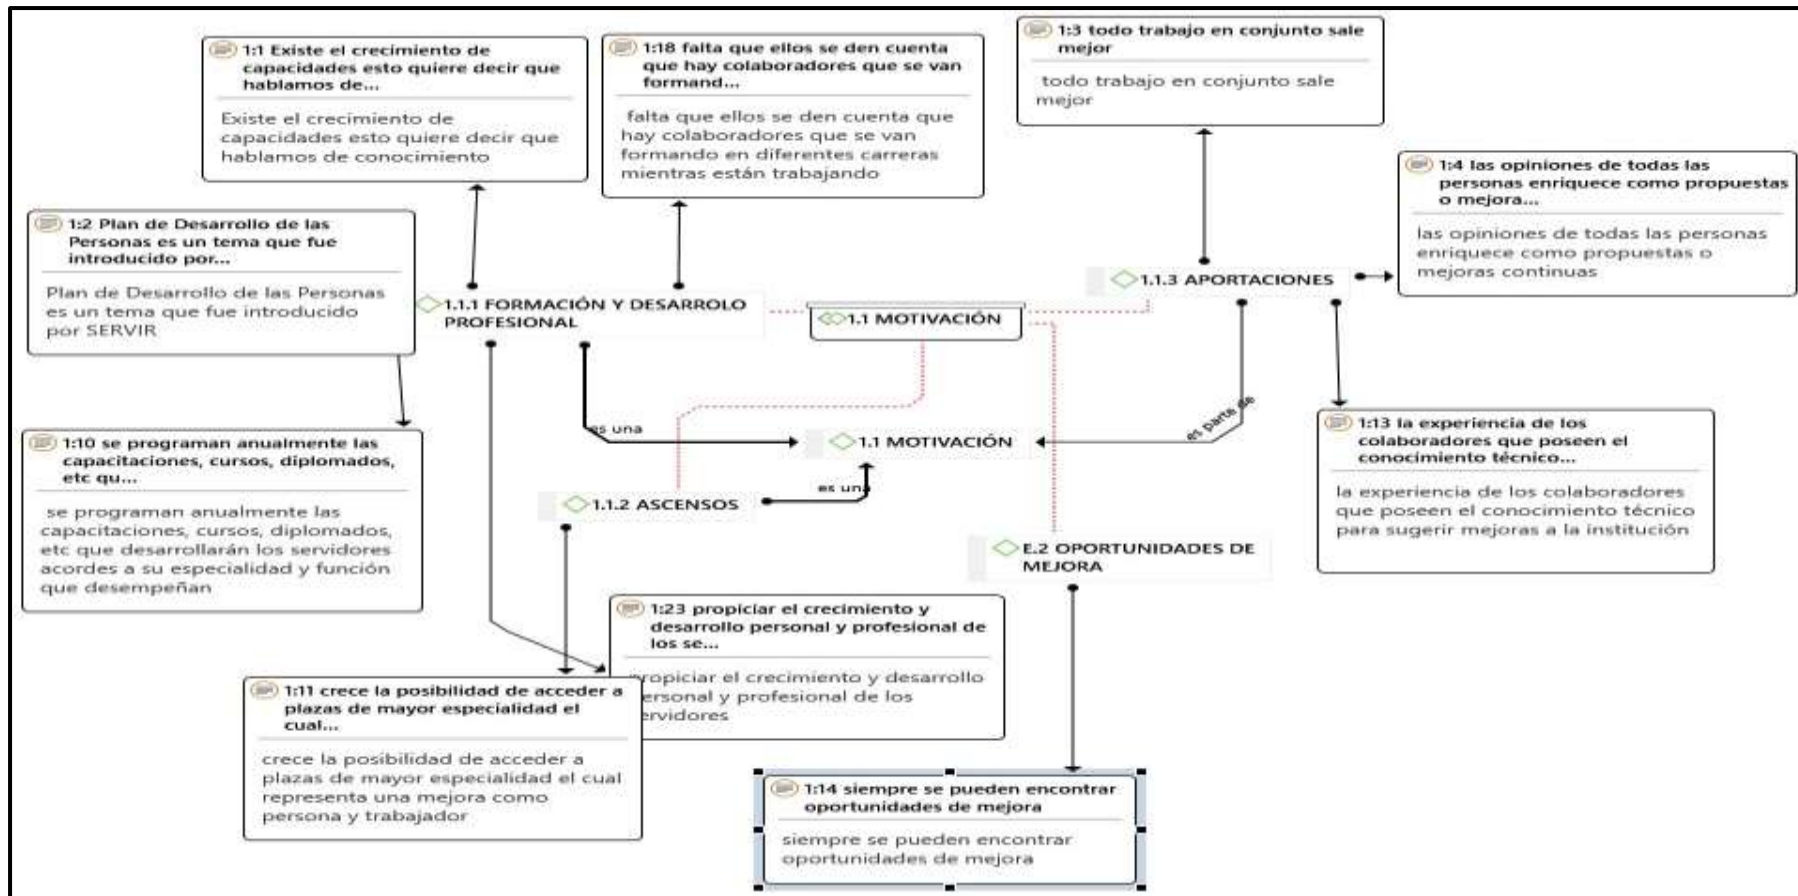 1:1 Existe el crecimiento de
capacidades esto quiere decir que
hablamos de...
Existe el crecimiento de
capacidades esto quiere decir que
hablamos de conocimiento
1:18 falta que ellos se den cuenta
que hay colaboradores que se van
formand...
falta que ellos se den cuenta que
hay colaboradores que se van
formando en diferentes carreras
mientras están trabajando
1:3 todo trabajo en conjunto sale
mejor
todo trabajo en conjunto sale
mejor
1:4 las opiniones de todas las
personas enriquece como propuestas
o mejora...
las opiniones de todas las personas
enriquece como propuestas o
mejoras continuas
1:2 Plan de Desarrollo de las
Personas es un tema que fue
introducido por...
Plan de Desarrollo de las Personas
es un tema que fue introducido
por SERVIR
1.1.1 FORMACIÓN Y DESARROLO
PROFESIONAL
1.1 MOTIVACIÓN
1.1.3 APORTACIONES
es una
es parte de
1.1 MOTIVACIÓN
es una
1.1.2 ASCENSOS
1:10 se programan anualmente las
capacitaciones, cursos, diplomados,
etc qu...
se programan anualmente las
capacitaciones, cursos, diplomados,
etc que desarrollarán los servidores
acordes a su especialidad y función
que desempeñan
1:13 la experiencia de los
colaboradores que poseen el
conocimiento técnico...
la experiencia de los colaboradores
que poseen el conocimiento técnico
para sugerir mejoras a la institución
E.2 OPORTUNIDADES DE
MEJORA
1:23 propiciar el crecimiento y
desarrollo personal y profesional de
los se...
propiciar el crecimiento y desarrollo
personal y profesional de los
servidores
1:11 crece la posibilidad de acceder a
plazas de mayor especialidad el
cual...
crece la posibilidad de acceder a
plazas de mayor especialidad el cual
representa una mejora como
persona y trabajador
1:14 siempre se pueden encontrar
oportunidades de mejora
siempre se pueden encontrar
oportunidades de mejora